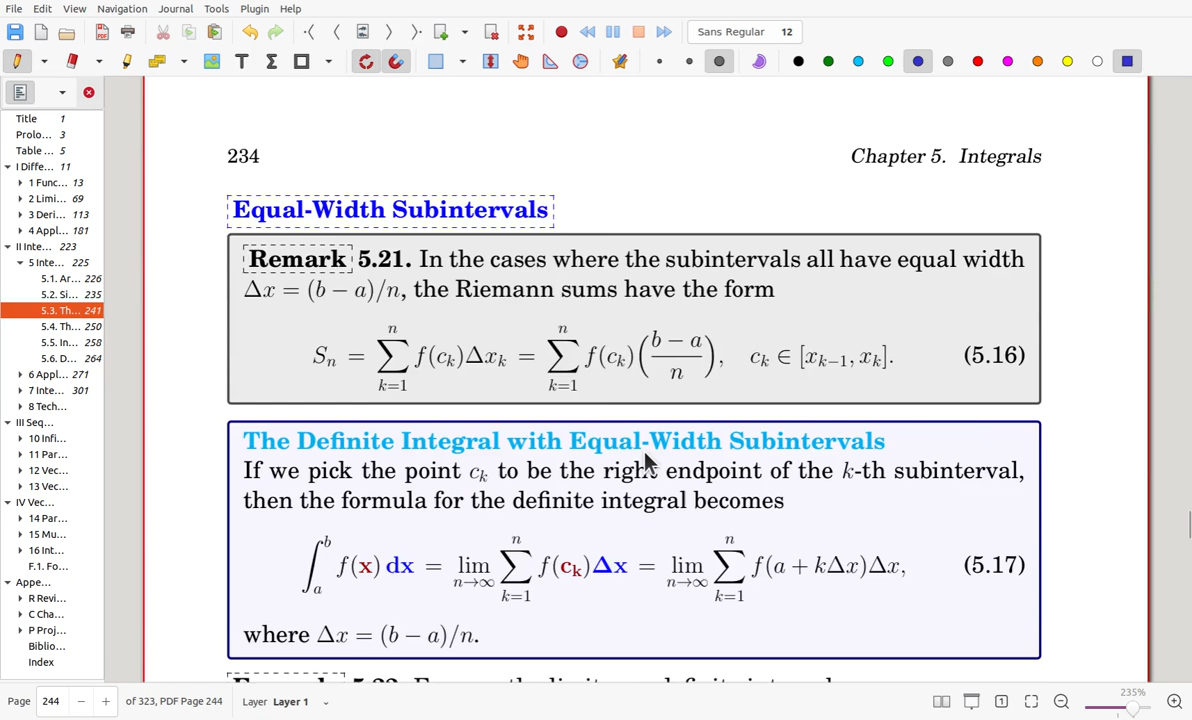 File Edit View Navigation Journal Tools Plugin Help
Sans Regular 12
Title 1
Prolo... 3
Table ... 5
I Diffe... 11
1 Func... 13
2 Limi... 69
3 Deri... 113
4 Appl... 181
II Inte... 223
5 Inte... 225
5.1. Ar... 226
5.2. Si... 235
5.3. Th... 241
5.4. Th... 250
5.5. In... 258
5.6. D... 264
6 Appl... 271
7 Inte... 301
8 Tech...
III Seq...
10 Infi...
11 Par...
12 Vec...
13 Vec...
IV Vec...
14 Par...
15 Mu...
16 Int...
F.1. Fo...
Appe...
R Revi...
C Cha...
P Proj...
Biblio...
Index
234 Chapter 5. Integrals
Equal-Width Subintervals
Remark 5.21. In the cases where the subintervals all have equal width
Δx = (b − a)/n, the Riemann sums have the form
S_n = ∑_{k=1}^{n} f(c_k)Δx_k = ∑_{k=1}^{n} f(c_k)((b − a)/n), c_k ∈ [x_{k−1}, x_k]. (5.16)
The Definite Integral with Equal-Width Subintervals
If we pick the point c_k to be the right endpoint of the k-th subinterval,
then the formula for the definite integral becomes
∫_a^b f(x) dx = lim_{n→∞} ∑_{k=1}^{n} f(c_k)Δx = lim_{n→∞} ∑_{k=1}^{n} f(a + kΔx)Δx, (5.17)
where Δx = (b − a)/n.
Page 244 of 323, PDF Page 244 Layer Layer 1 235%